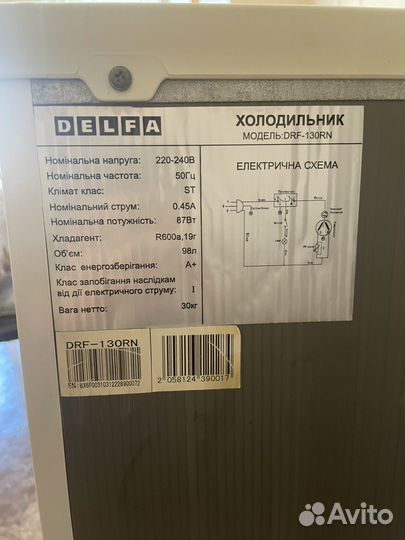 DELFA
ХОЛОДИЛЬНИК
МОДЕЛЬ:DRF-130RN
Номінальна напруга: 220-240В
Номінальна частота: 50Гц
Клімат клас: ST
Номінальний струм: 0.45А
Номінальна потужність: 87Вт
Хладагент: R600a,19г
Об'єм: 98л
Клас енергозберігання: А+
Клас запобігання наслідкам
від дії електричного струму: I
Вага нетто: 30кг
ЕЛЕКТРИЧНА СХЕМА
DRF-130RN
2 058124 390017
Avito